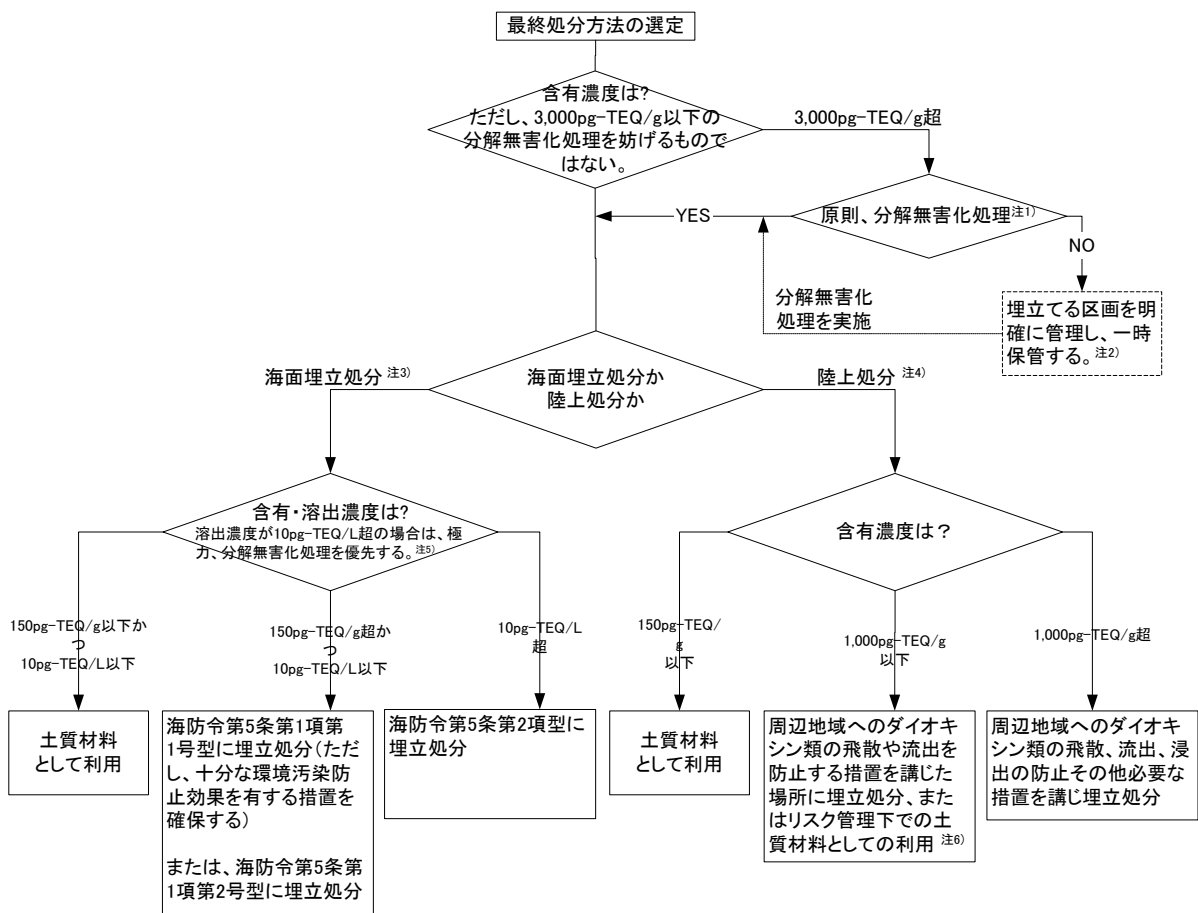 最終処分方法の選定
含有濃度は?
ただし、3,000pg-TEQ/g以下の
分解無害化処理を妨げるもので
はない。
3,000pg-TEQ/g超
原則、分解無害化処理注1)
YES
NO
分解無害化
処理を実施
埋立てる区画を明
確に管理し、一時
保管する。注2)
海面埋立処分 注3)
海面埋立処分か
陸上処分か
陸上処分 注4)
含有・溶出濃度は?
溶出濃度が10pg-TEQ/L超の場合は、極
力、分解無害化処理を優先する。注5)
含有濃度は？
150pg-TEQ/g以下か
つ
10pg-TEQ/L以下
150pg-TEQ/g超か
つ
10pg-TEQ/L以下
10pg-TEQ/L
超
150pg-TEQ/
g
以下
1,000pg-TEQ/g
以下
1,000pg-TEQ/g超
土質材料
として利用
海防令第5条第1項第
1号型に埋立処分(ただ
し、十分な環境汚染防
止効果を有する措置を
確保する)
または、海防令第5条第
1項第2号型に埋立処分
海防令第5条第2項型に
埋立処分
土質材料
として利用
周辺地域へのダイオキ
シン類の飛散や流出を
防止する措置を講じた
場所に埋立処分、また
はリスク管理下での土
質材料としての利用 注6)
周辺地域へのダイオキ
シン類の飛散、流出、浸
出の防止その他必要な
措置を講じ埋立処分